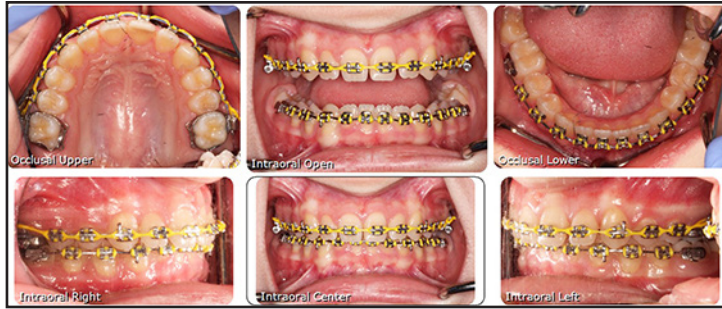 Occlusal Upper
Intraoral Open
Occlusal Lower
Intraoral Right
Intraoral Center
Intraoral Left